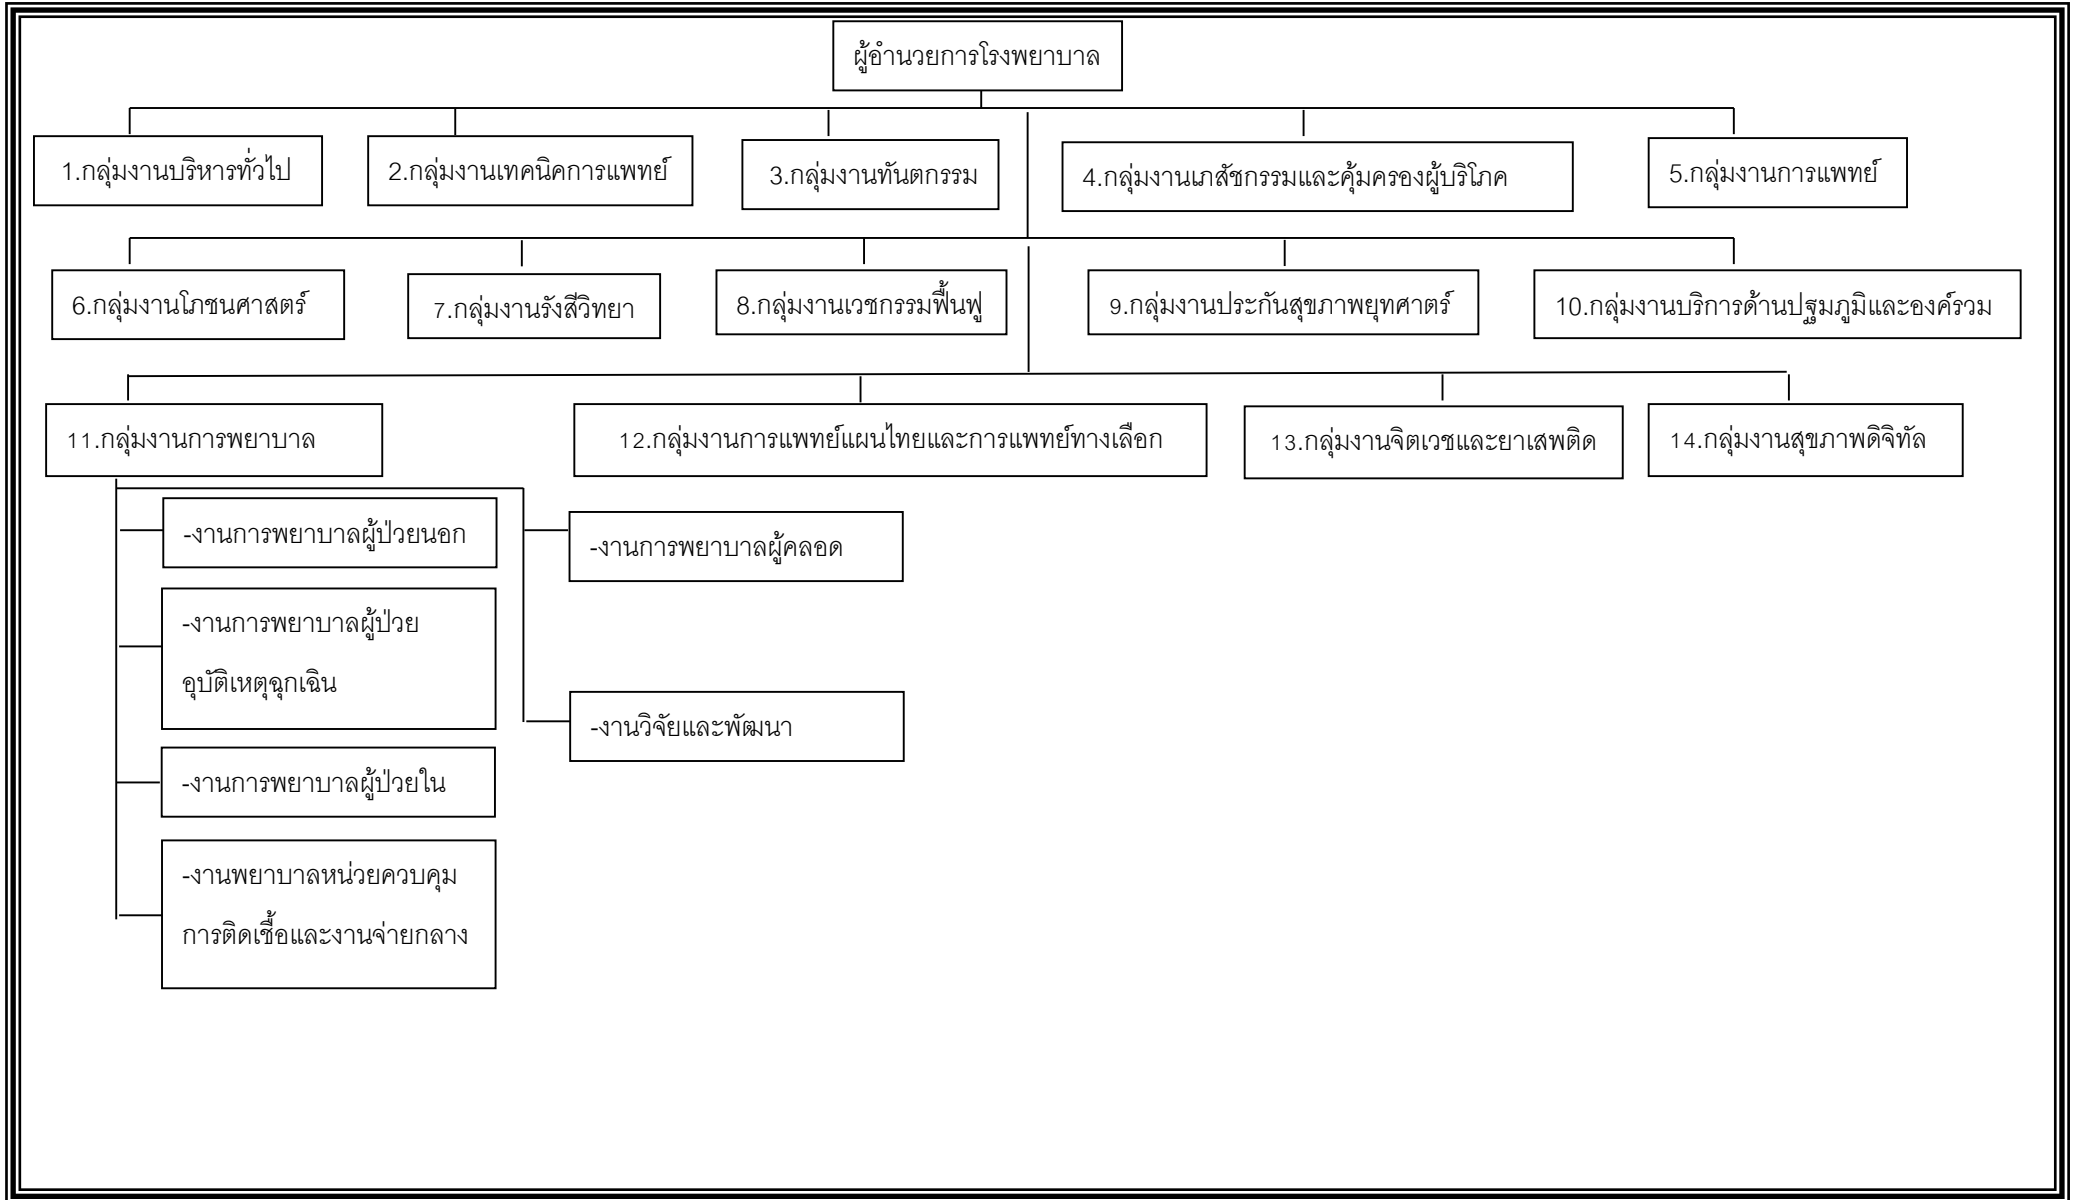 ผู้อำนวยการโรงพยาบาล
1.กลุ่มงานบริหารทั่วไป
2.กลุ่มงานเทคนิคการแพทย์
3.กลุ่มงานทันตกรรม
4.กลุ่มงานเภสัชกรรมและคุ้มครองผู้บริโภค
5.กลุ่มงานการแพทย์
6.กลุ่มงานโภชนศาสตร์
7.กลุ่มงานรังสีวิทยา
8.กลุ่มงานเวชกรรมฟื้นฟู
9.กลุ่มงานประกันสุขภาพยุทศาตร์
10.กลุ่มงานบริการด้านปฐมภูมิและองค์รวม
11.กลุ่มงานการพยาบาล
12.กลุ่มงานการแพทย์แผนไทยและการแพทย์ทางเลือก
13.กลุ่มงานจิตเวชและยาเสพติด
14.กลุ่มงานสุขภาพดิจิทัล
-งานการพยาบาลผู้ป่วยนอก
-งานการพยาบาลผู้ป่วย
อุบัติเหตุฉุกเฉิน
-งานการพยาบาลผู้ป่วยใน
-งานพยาบาลหน่วยควบคุม
การติดเชื้อและงานจ่ายกลาง
-งานการพยาบาลผู้คลอด
-งานวิจัยและพัฒนา